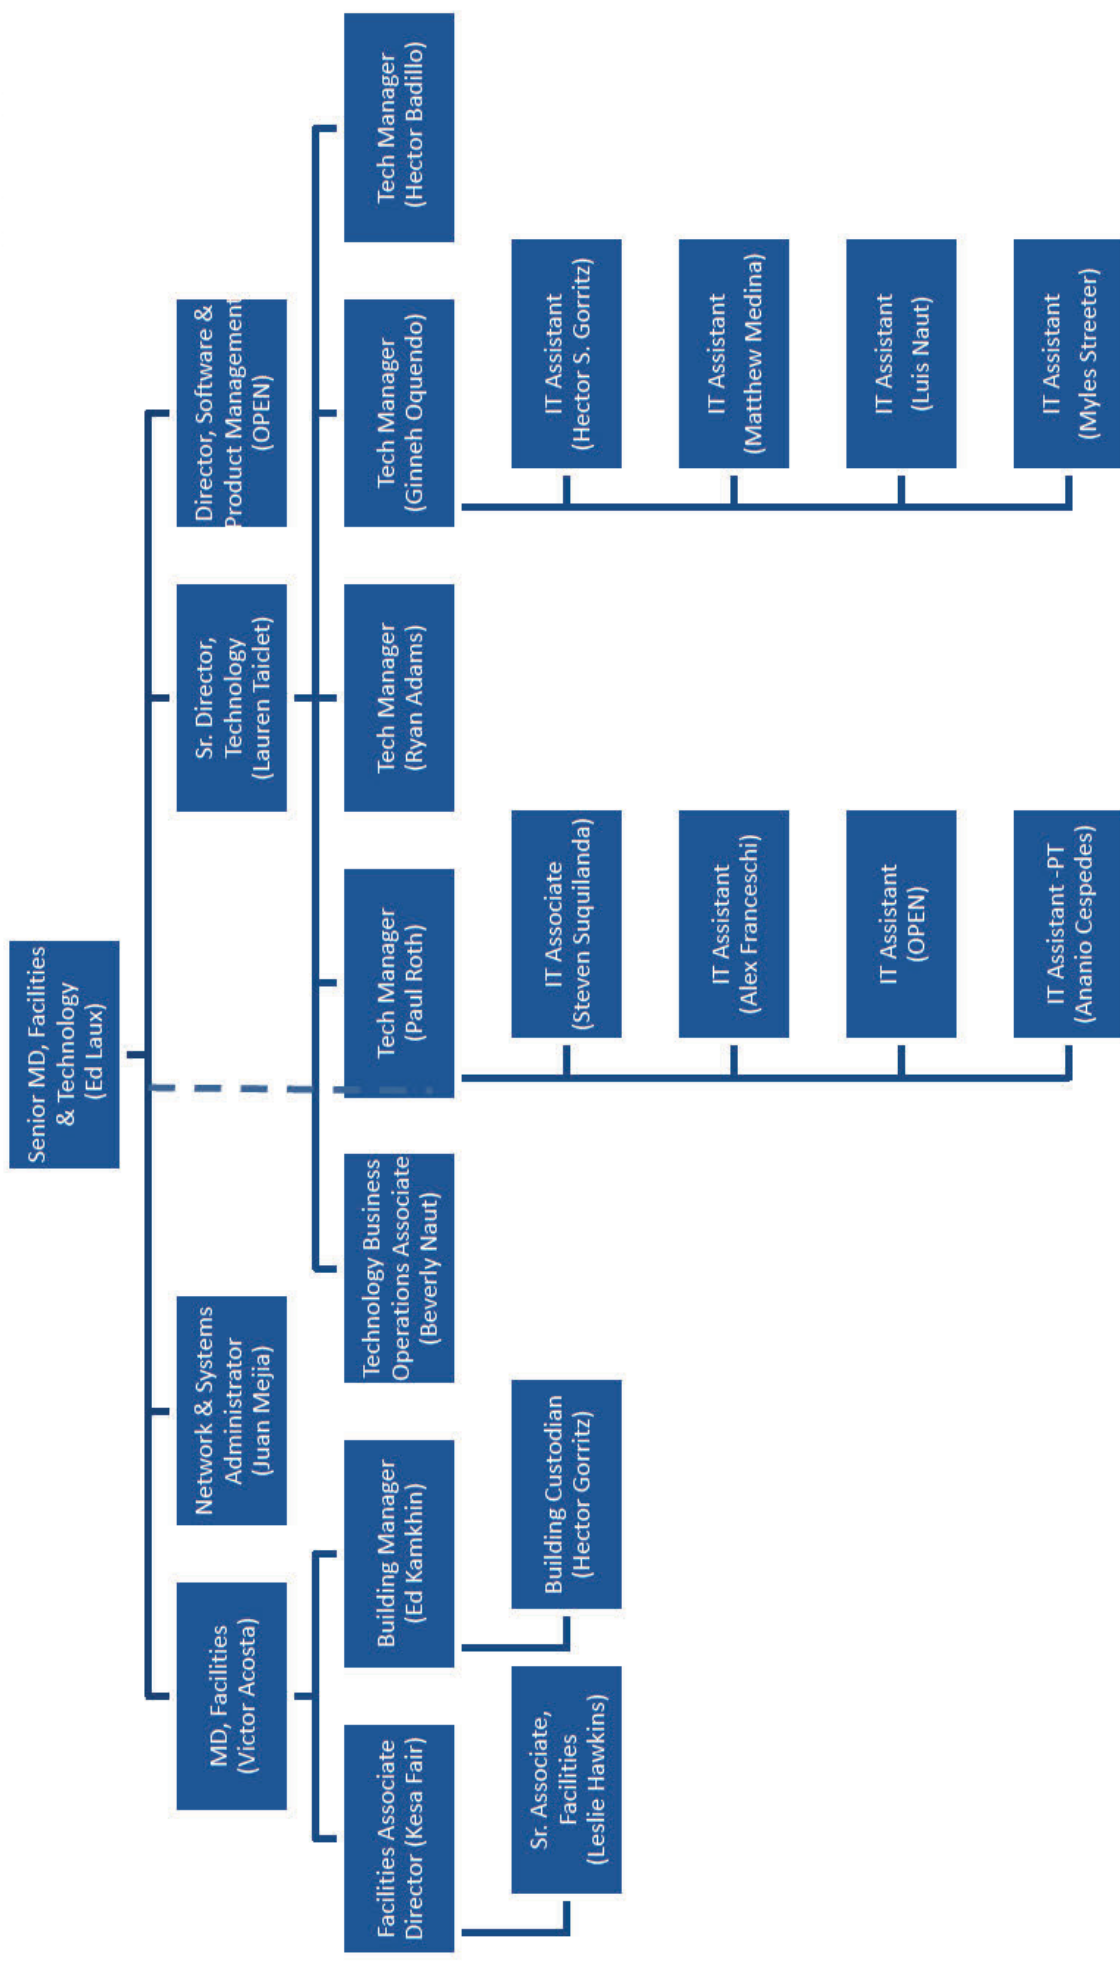 Senior MD, Facilities
& Technology
(Ed Laux)
MD, Facilities
(Victor Acosta)
Network & Systems
Administrator
(Juan Mejia)
Sr. Director,
Technology
(Lauren Taiclet)
Director, Software &
Product Management
(OPEN)
Facilities Associate
Director (Kesa Fair)
Building Manager
(Ed Kamkhin)
Technology Business
Operations Associate
(Beverly Naut)
Tech Manager
(Paul Roth)
Tech Manager
(Ryan Adams)
Tech Manager
(Ginneh Oquendo)
Tech Manager
(Hector Badillo)
Sr. Associate,
Facilities
(Leslie Hawkins)
Building Custodian
(Hector Gorritz)
IT Associate
(Steven Suquilanda)
IT Assistant
(Alex Franceschi)
IT Assistant
(OPEN)
IT Assistant -PT
(Ananio Cespedes)
IT Assistant
(Hector S. Gorritz)
IT Assistant
(Matthew Medina)
IT Assistant
(Luis Naut)
IT Assistant
(Myles Streeter)